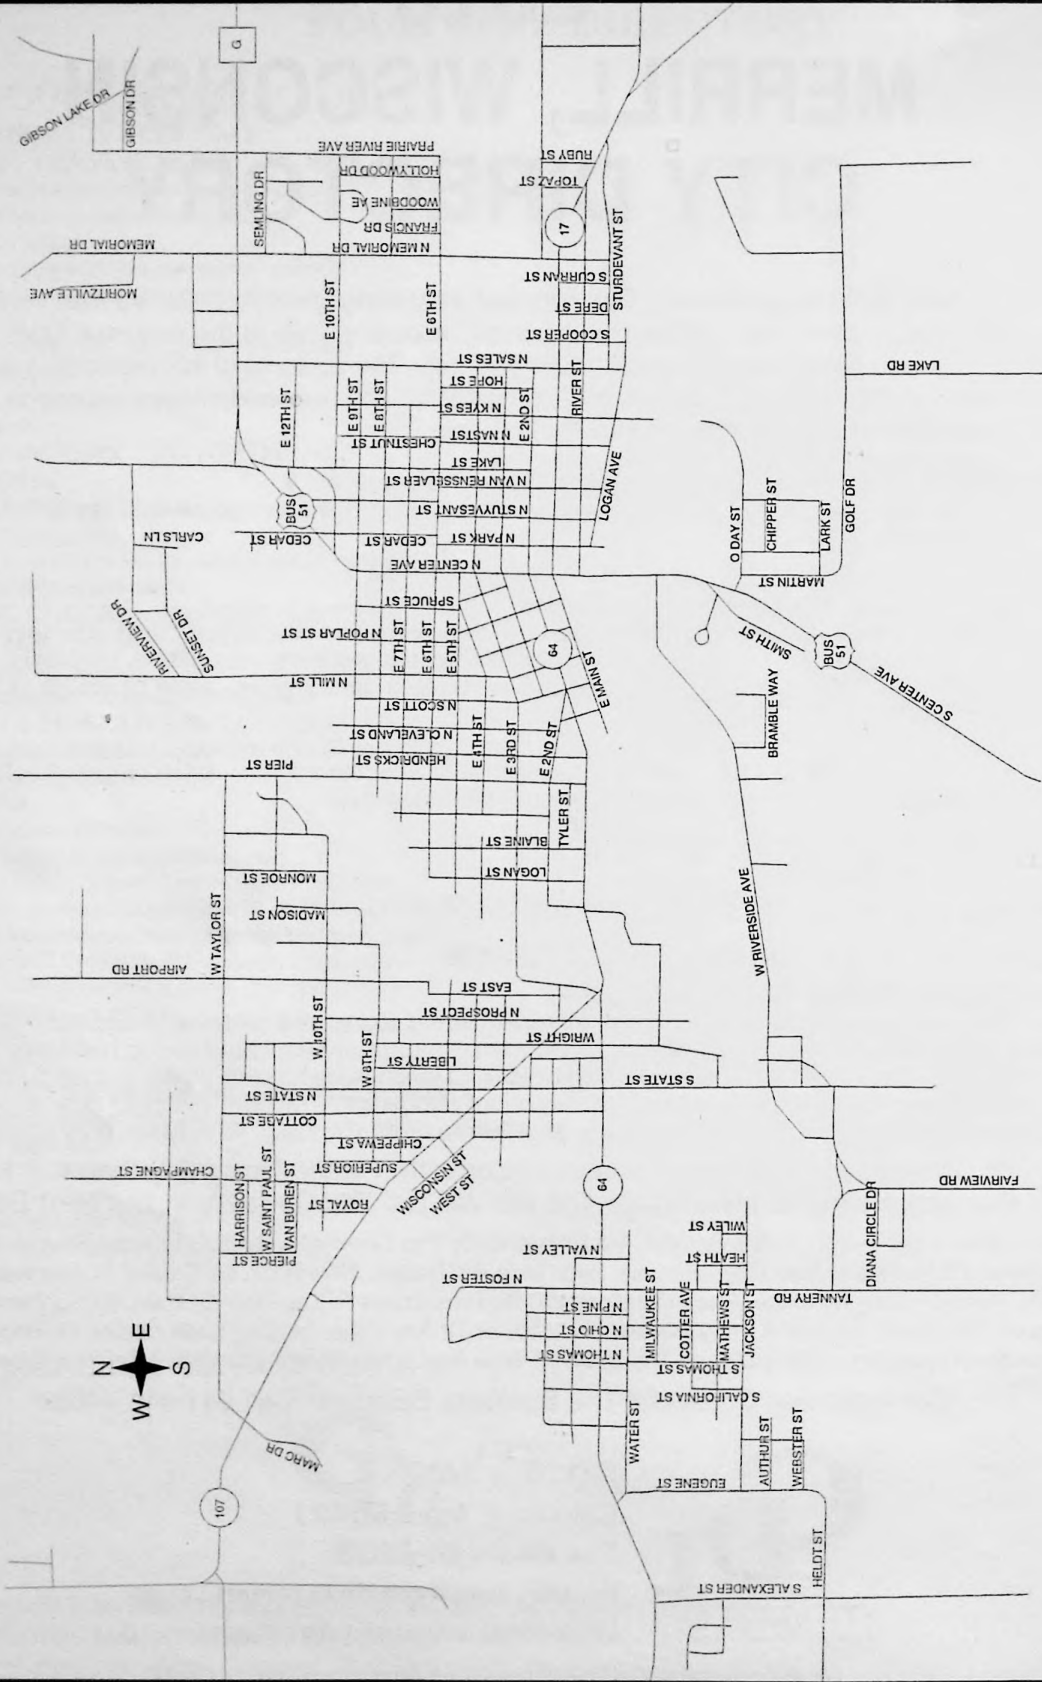 G
GIBSON LAKE DR
GIBSON DR
PRAIRIE RIVER AVE
HOLLYWOOD DR
WOODBINE AE
FRANCIS DR
N MEMORIAL DR
MEMORIAL DR
SEMLING DR
MORITZVILLE AVE
RUBY ST
TOPAZ ST
17
STURDEVANT ST
S CURRAN ST
DERE ST
S COOPER ST
E 10TH ST
E 6TH ST
N SALES ST
HOPE ST
N KYES ST
N NAST ST
E 2ND ST
RIVER ST
LAKE RD
E 12TH ST
E 9TH ST
E 8TH ST
CHESTNUT ST
LAKE ST
N VAN RENSSELAER ST
N STUYVESANT ST
N PARK ST
LOGAN AVE
BUS 51
CEDAR ST
CEDAR ST
N CENTER AVE
CARLS LN
RIVERVIEW DR
SUNSET DR
O DAY ST
CHIPPER ST
LARK ST
GOLF DR
MARTIN ST
SMITH ST
BUS 51
S CENTER AVE
SPRUCE ST
N POPLAR ST ST
E 7TH ST
E 6TH ST
E 5TH ST
64
E MAIN ST
N MILL ST
N SCOTT ST
N CLEVELAND ST
HENDRICKS ST
E 4TH ST
E 3RD ST
E 2ND ST
BRAMBLE WAY
PIER ST
TYLER ST
BLAINE ST
LOGAN ST
MONROE ST
MADISON ST
W TAYLOR ST
AIRPORT RD
W RIVERSIDE AVE
EAST ST
N PROSPECT ST
WRIGHT ST
W 10TH ST
W 8TH ST
LIBERTY ST
S STATE ST
N STATE ST
COTTAGE ST
CHIPPEWA ST
SUPERIOR ST
CHAMPAGNE ST
HARRISON ST
W SAINT PAUL ST
VAN BUREN ST
ROYAL ST
WISCONSIN ST
WEST ST
64
FAIRVIEW RD
DIANA CIRCLE DR
PIERCE ST
N VALLEY ST
WILEY ST
HEATH ST
N FOSTER ST
TANNERY RD
N PINE ST
N OHIO ST
N THOMAS ST
MILWAUKEE ST
COTTER AVE
MATHEWS ST
JACKSON ST
S THOMAS ST
S CALIFORNIA ST
N
W E
S
MARC DR
WATER ST
AUTHUR ST
WEBSTER ST
EUGENE ST
107
HELDT ST
S ALEXANDER ST